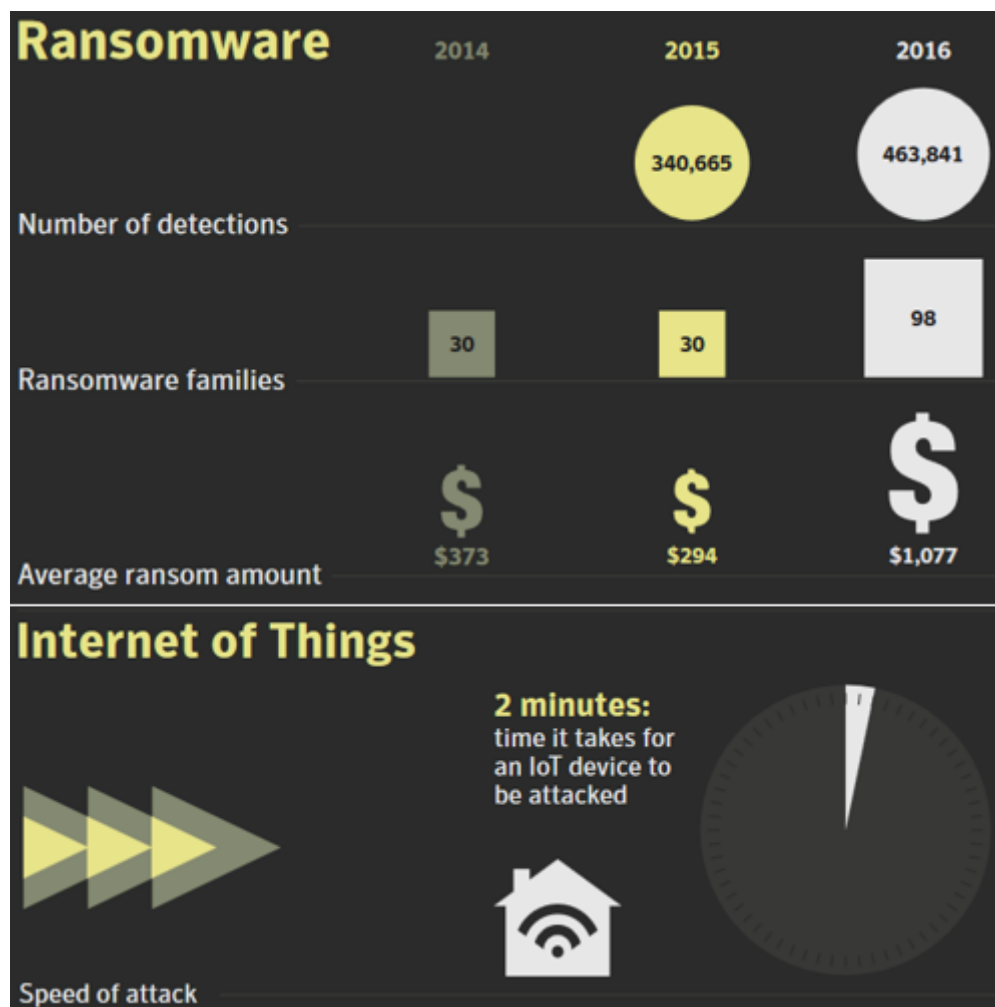 Ransomware 2014 2015 2016
340,665 463,841
Number of detections
30 30 98
Ransomware families
$ $ $
$373 $294 $1,077
Average ransom amount
Internet of Things
2 minutes:
time it takes for
an IoT device to
be attacked
Speed of attack